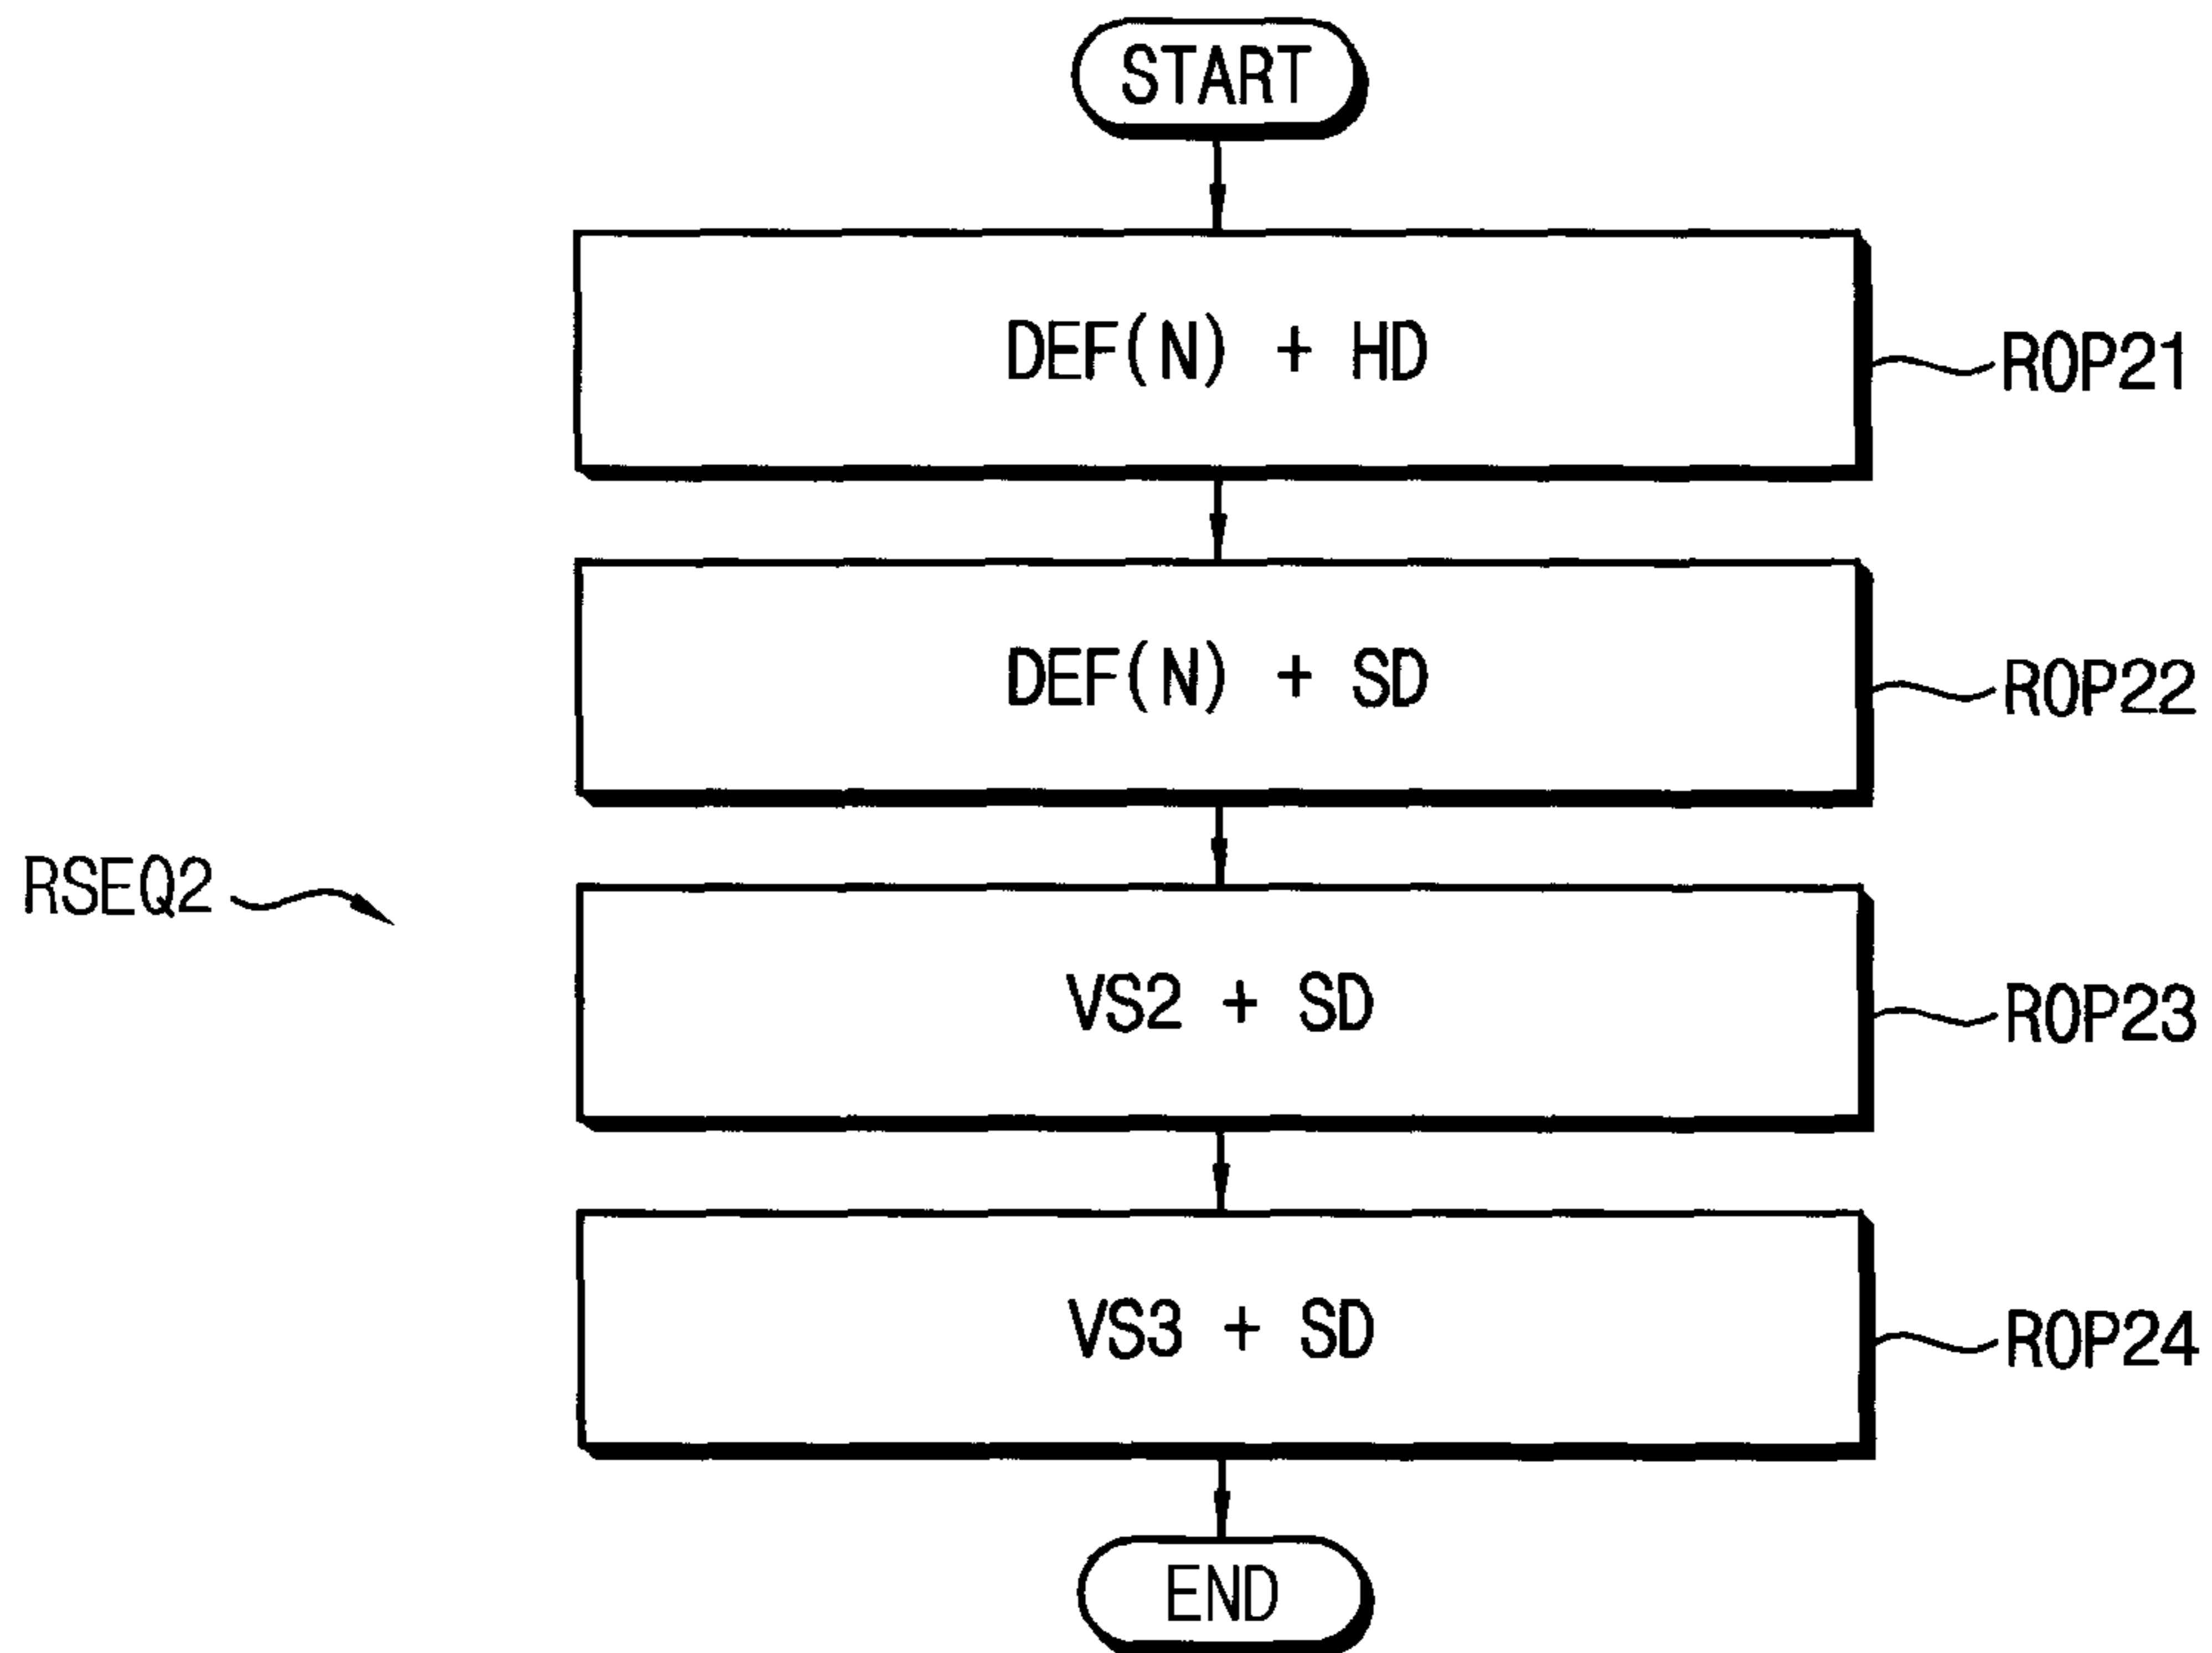 START
DEF(N) + HD
ROP21
DEF(N) + SD
ROP22
RSEQ2
VS2 + SD
ROP23
VS3 + SD
ROP24
END